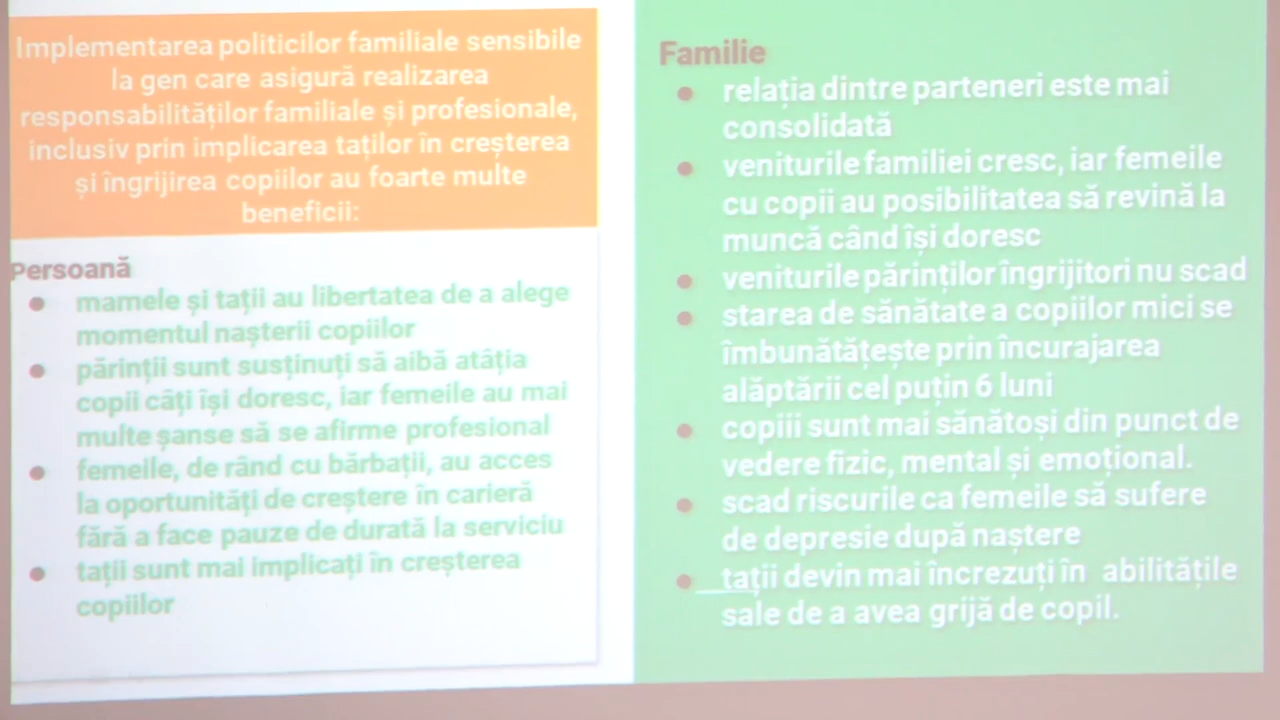 Implementarea politicilor familiale sensibile
la gen care asigură realizarea
responsabilităților familiale și profesionale,
inclusiv prin implicarea taților în creșterea
și îngrijirea copiilor au foarte multe
beneficii:
Persoană
● mamele și tații au libertatea de a alege
momentul nașterii copiilor
● părinții sunt susținuți să aibă atâția
copii câți își doresc, iar femeile au mai
multe șanse să se afirme profesional
● femeile, de rând cu bărbații, au acces
la oportunități de creștere în carieră
fără a face pauze de durată la serviciu
● tații sunt mai implicați în creșterea
copiilor
Familie
● relația dintre parteneri este mai
consolidată
● veniturile familiei cresc, iar femeile
cu copii au posibilitatea să revină la
muncă când își doresc
● veniturile părinților îngrijitori nu scad
● starea de sănătate a copiilor mici se
îmbunătățește prin încurajarea
alăptării cel puțin 6 luni
● copiii sunt mai sănătoși din punct de
vedere fizic, mental și emoțional.
● scad riscurile ca femeile să sufere
de depresie după naștere
● tații devin mai încrezuți în abilitățile
sale de a avea grijă de copil.